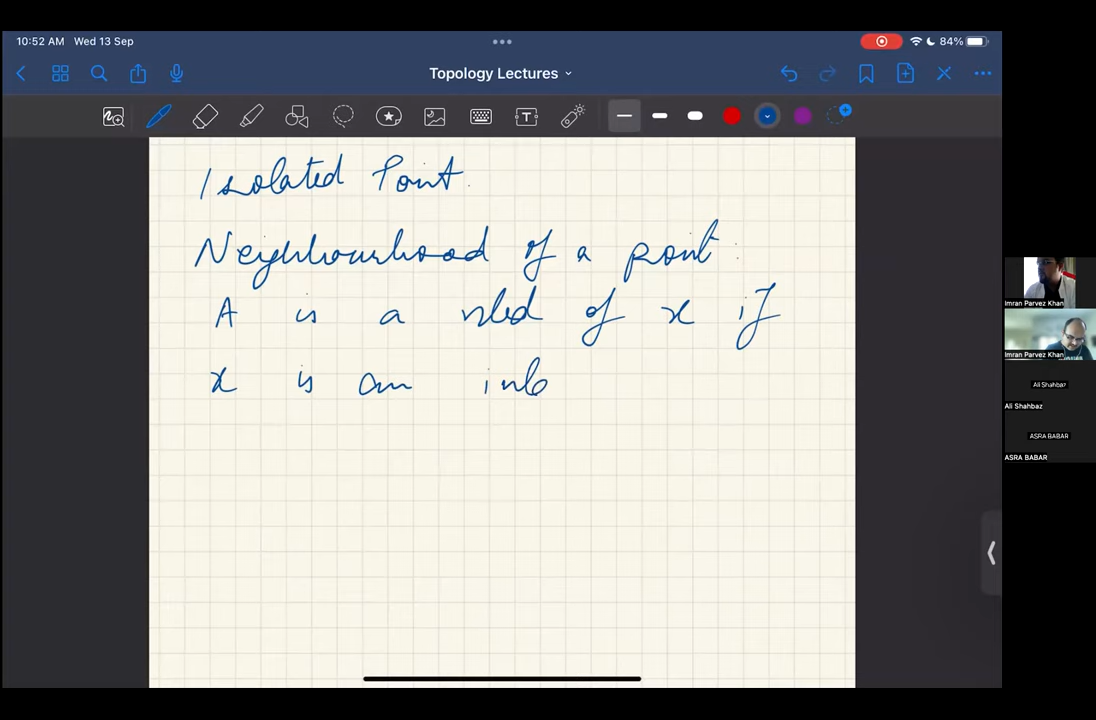 10:52 AM Wed 13 Sep
84%
Topology Lectures
Isolated Point.
Neighbourhood of a point:
A is a nbd of x if
x is an inte
Imran Parvez Khan
Imran Parvez Khan
Ali Shahbaz
Ali Shahbaz
ASRA BABAR
ASRA BABAR